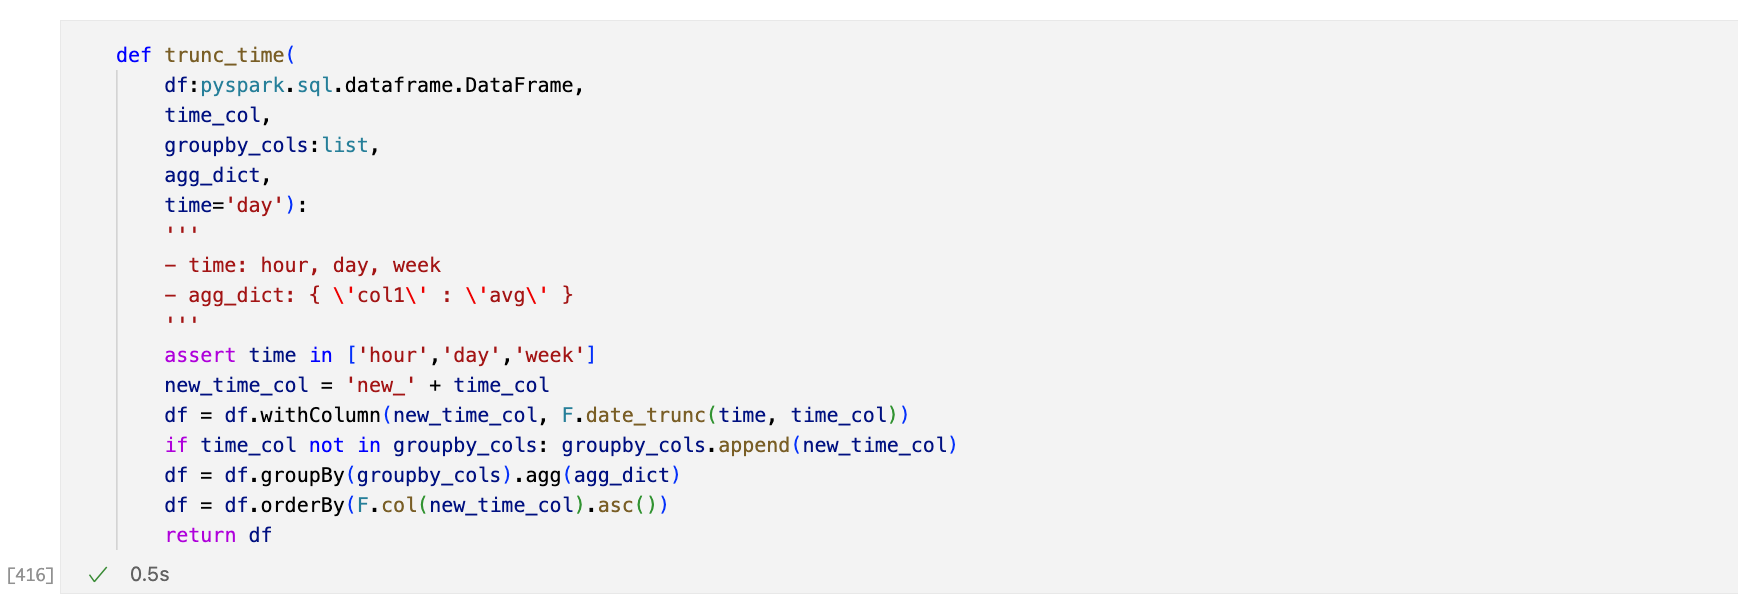 def trunc_time(
    df:pyspark.sql.dataframe.DataFrame,
    time_col,
    groupby_cols:list,
    agg_dict,
    time='day'):
    '''
    - time: hour, day, week
    - agg_dict: { \'col1\' : \'avg\' }
    '''
    assert time in ['hour','day','week']
    new_time_col = 'new_' + time_col
    df = df.withColumn(new_time_col, F.date_trunc(time, time_col))
    if time_col not in groupby_cols: groupby_cols.append(new_time_col)
    df = df.groupBy(groupby_cols).agg(agg_dict)
    df = df.orderBy(F.col(new_time_col).asc())
    return df
[416] ✓ 0.5s